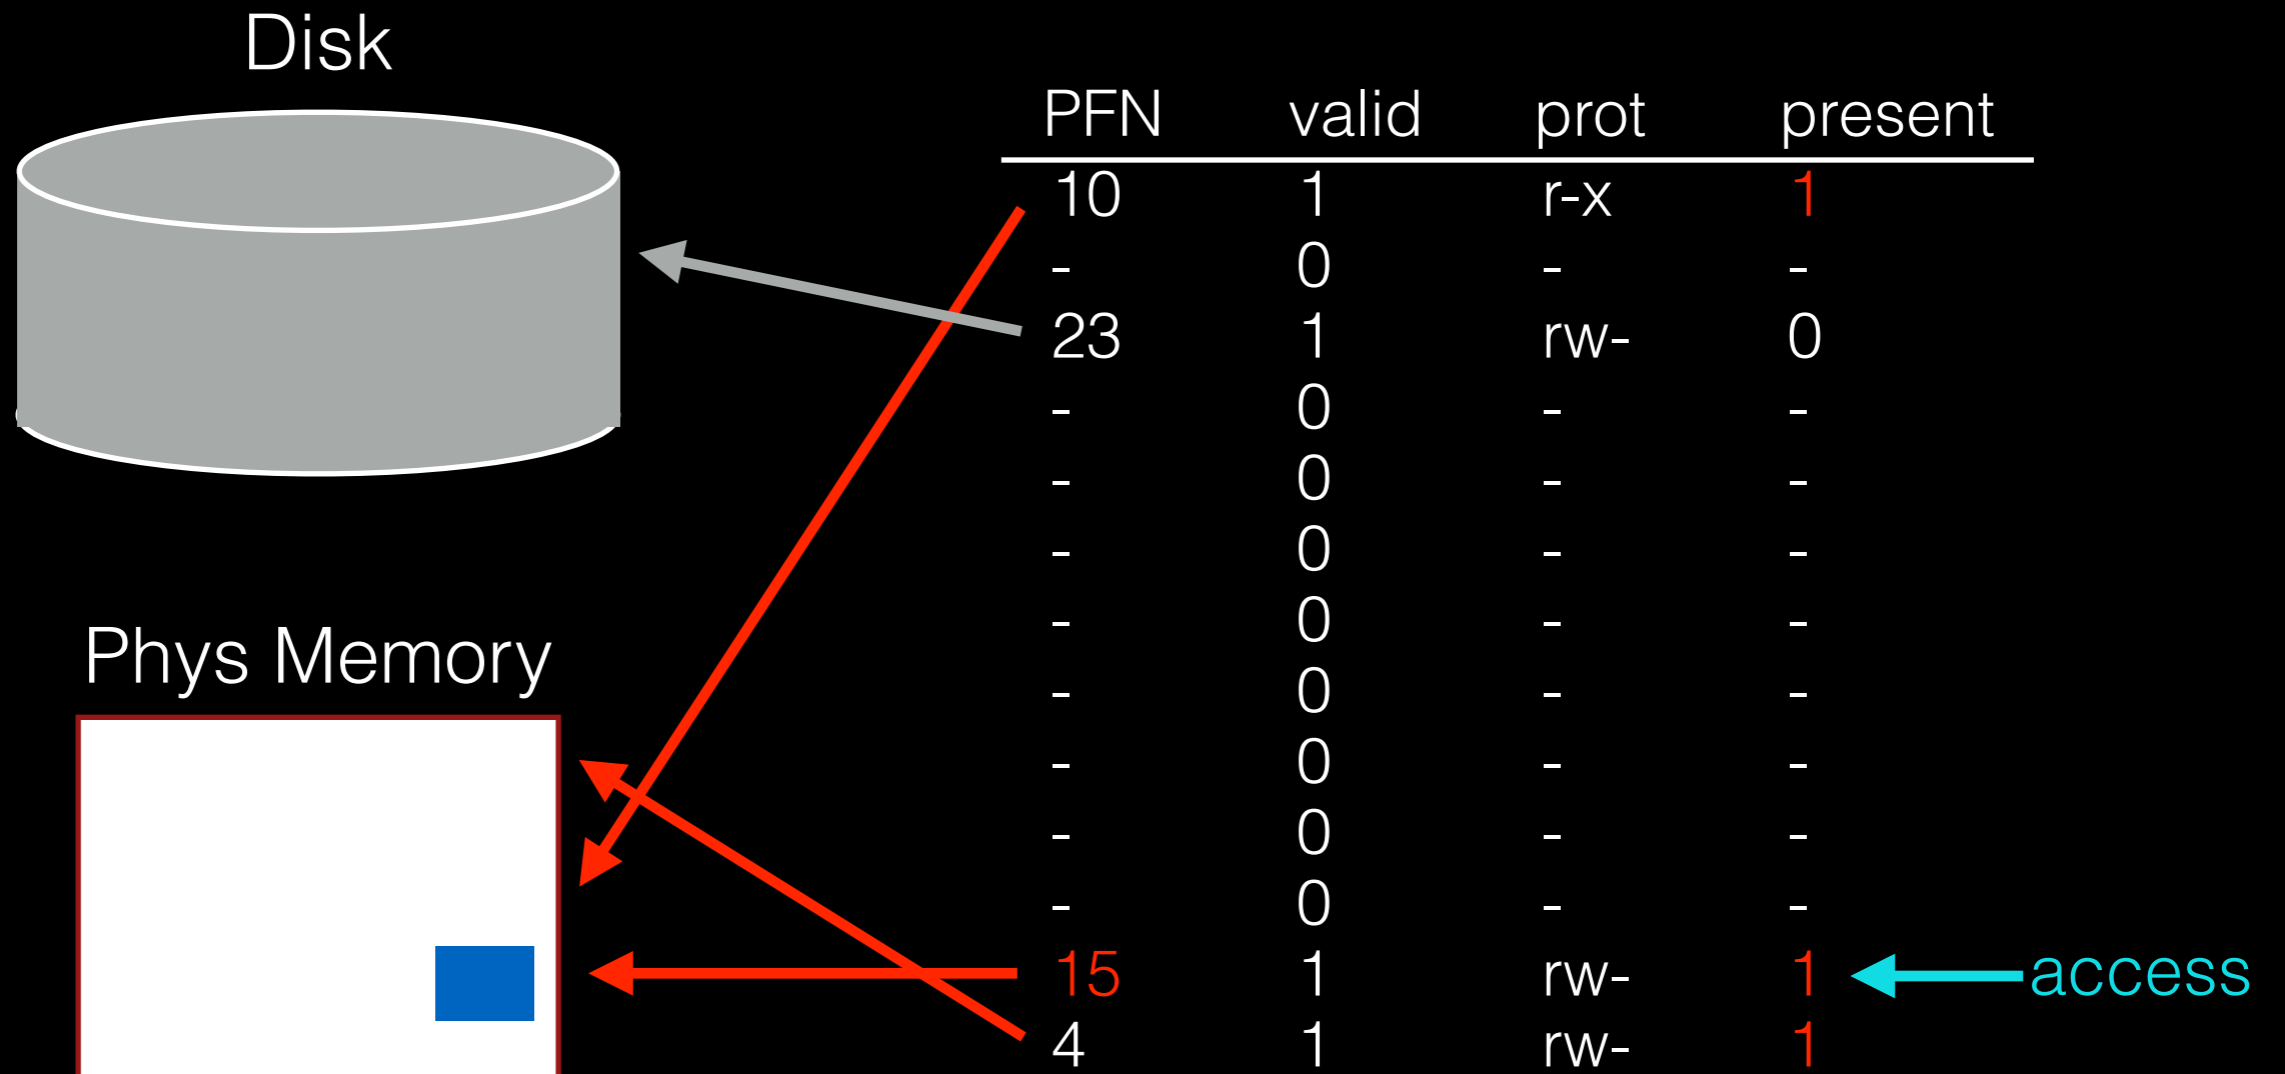 Disk
PFN valid prot present
10 1 r-x 1
- 0 - -
23 1 rw- 0
- 0 - -
- 0 - -
- 0 - -
- 0 - -
- 0 - -
- 0 - -
- 0 - -
- 0 - -
15 1 rw- 1
4 1 rw- 1
Phys Memory
access